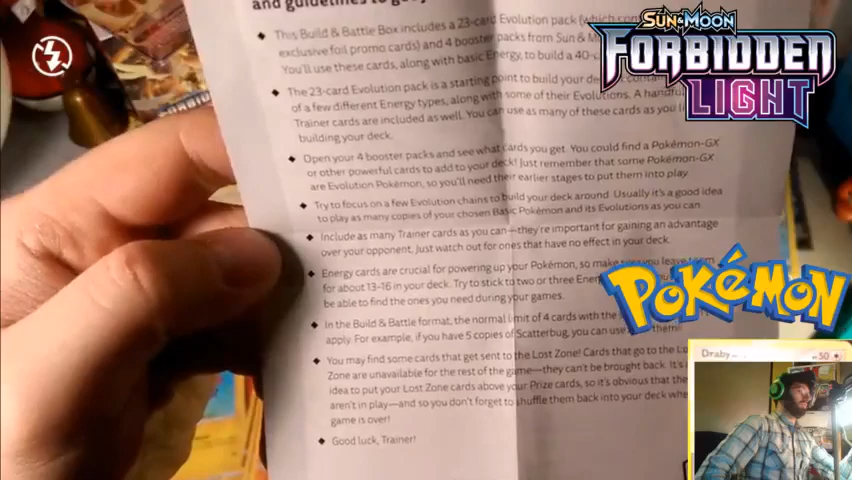 and guidelines to get
This Build & Battle Box includes a 23-card Evolution pack (which
exclusive foil promo cards) and 4 booster packs from Sun &
You'll use these cards, along with basic Energy, to build a 40-
The 23-card Evolution pack is a starting point to build your
of a few different Energy types, along with some of their Evolutions. A handful
Trainer cards are included as well. You can use as many of these cards as you
building your deck.
Open your 4 booster packs and see what cards you get. You could find a Pokémon-GX
or other powerful cards to add to your deck! Just remember that some Pokémon-GX
are Evolution Pokémon, so you'll need their earlier stages to put them into play
Try to focus on a few Evolution chains to build your deck around. Usually it's a good idea
to play as many copies of your chosen Basic Pokémon and its Evolutions as you can
Include as many Trainer cards as you can—they're important for gaining an advantage
over your opponent. Just watch out for ones that have no effect in your deck.
Energy cards are crucial for powering up your Pokémon, so make you leave
for about 13–16 in your deck. Try to stick to two or three
be able to find the ones you need during your games.
In the Build & Battle format, the normal limit of 4 cards with the
apply. For example, if you have 5 copies of Scatterbug, you can use them
You may find some cards that get sent to the Lost Zone! Cards that go to the
Zone are unavailable for the rest of the game—they can't be brought back. It's
idea to put your Lost Zone cards above your Prize cards, so it's obvious that the
aren't in play—and so you don't forget to shuffle them back into your deck
game is over!
Good luck, Trainer!
SUN & MOON
FORBIDDEN
LIGHT
POKéMON
50